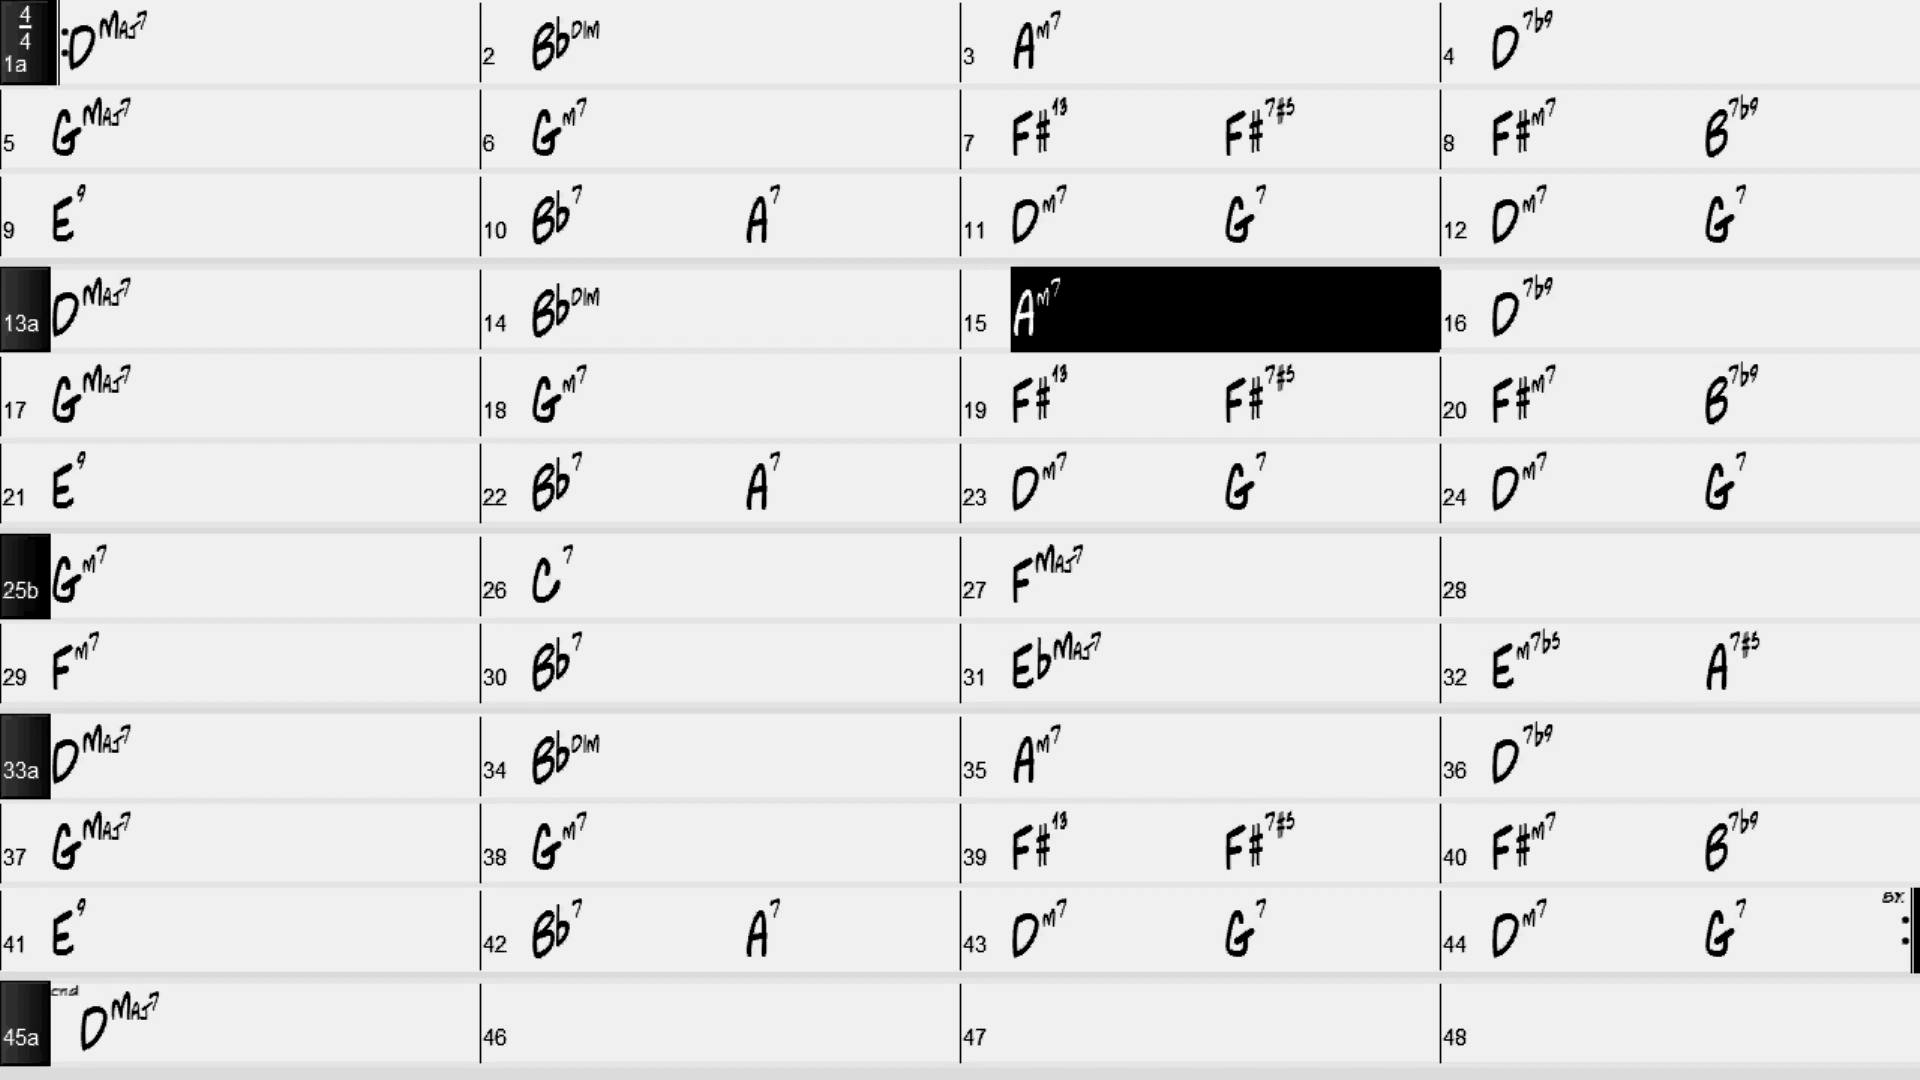 4/4 1a :DMaj7 2 BbDIM 3 Am7 4 D7b9
5 GMaj7 6 Gm7 7 F#13 F#7#5 8 F#m7 B7b9
9 E9 10 Bb7 A7 11 Dm7 G7 12 Dm7 G7
13a DMaj7 14 BbDIM 15 Am7 16 D7b9
17 GMaj7 18 Gm7 19 F#13 F#7#5 20 F#m7 B7b9
21 E9 22 Bb7 A7 23 Dm7 G7 24 Dm7 G7
25b Gm7 26 C7 27 FMaj7 28
29 Fm7 30 Bb7 31 EbMaj7 32 Em7b5 A7#5
33a DMaj7 34 BbDIM 35 Am7 36 D7b9
37 GMaj7 38 Gm7 39 F#13 F#7#5 40 F#m7 B7b9
41 E9 42 Bb7 A7 43 Dm7 G7 44 Dm7 G7 :
45a end DMaj7 46 47 48